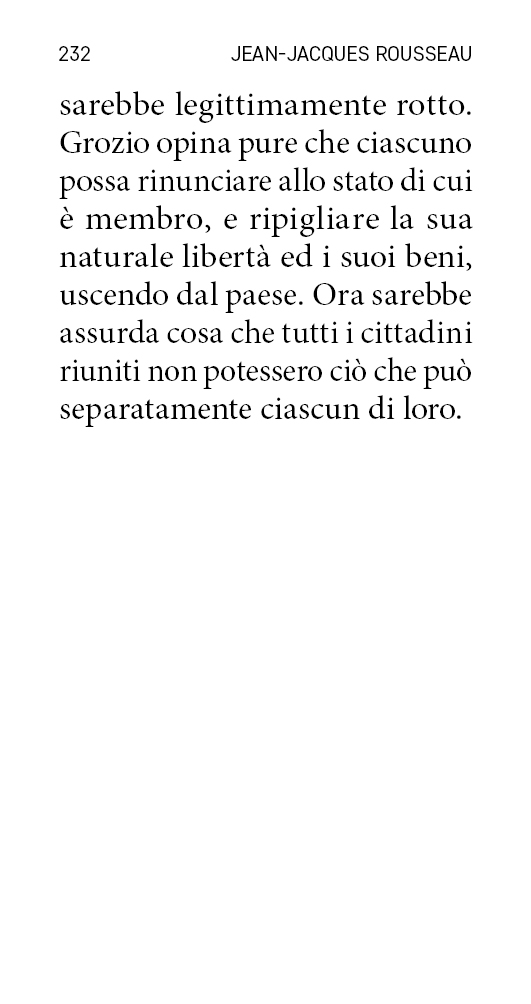 232 JEAN-JACQUES ROUSSEAU
sarebbe legittimamente rotto.
Grozio opina pure che ciascuno
possa rinunciare allo stato di cui
è membro, e ripigliare la sua
naturale libertà ed i suoi beni,
uscendo dal paese. Ora sarebbe
assurda cosa che tutti i cittadini
riuniti non potessero ciò che può
separatamente ciascun di loro.